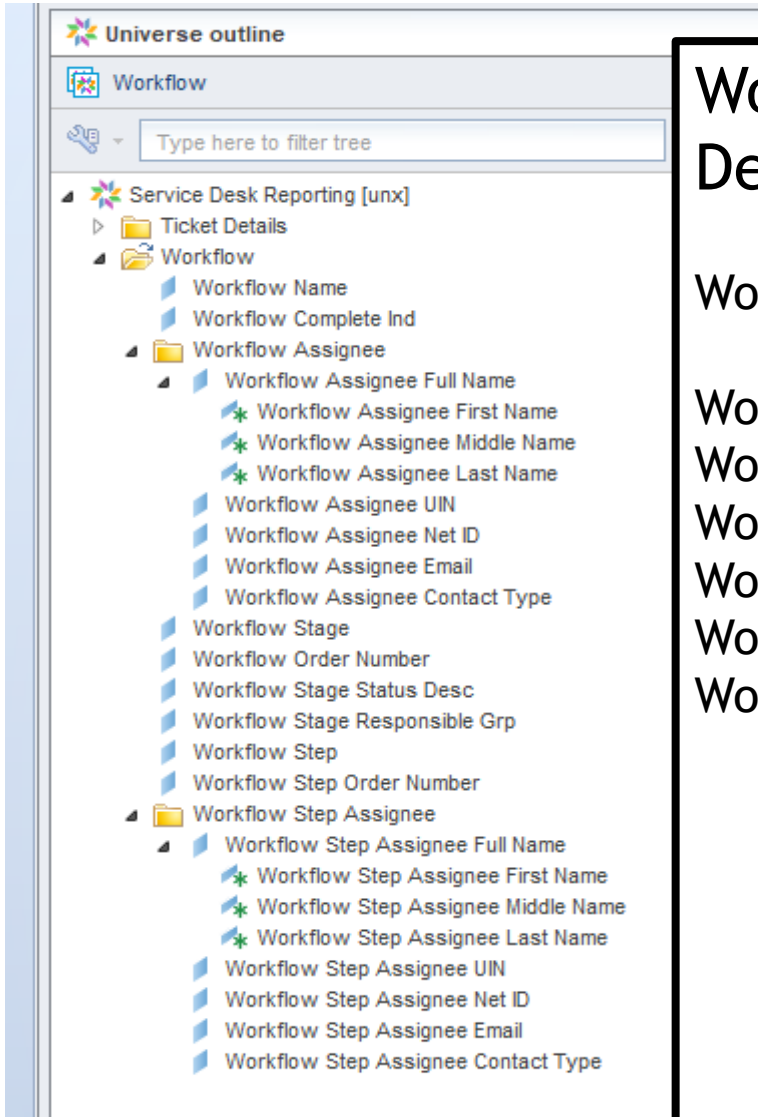 Universe outline
Workflow
Type here to filter tree
Service Desk Reporting [unx]
Ticket Details
Workflow
Workflow Name
Workflow Complete Ind
Workflow Assignee
Workflow Assignee Full Name
Workflow Assignee First Name
Workflow Assignee Middle Name
Workflow Assignee Last Name
Workflow Assignee UIN
Workflow Assignee Net ID
Workflow Assignee Email
Workflow Assignee Contact Type
Workflow Stage
Workflow Order Number
Workflow Stage Status Desc
Workflow Stage Responsible Grp
Workflow Step
Workflow Step Order Number
Workflow Step Assignee
Workflow Step Assignee Full Name
Workflow Step Assignee First Name
Workflow Step Assignee Middle Name
Workflow Step Assignee Last Name
Workflow Step Assignee UIN
Workflow Step Assignee Net ID
Workflow Step Assignee Email
Workflow Step Assignee Contact Type